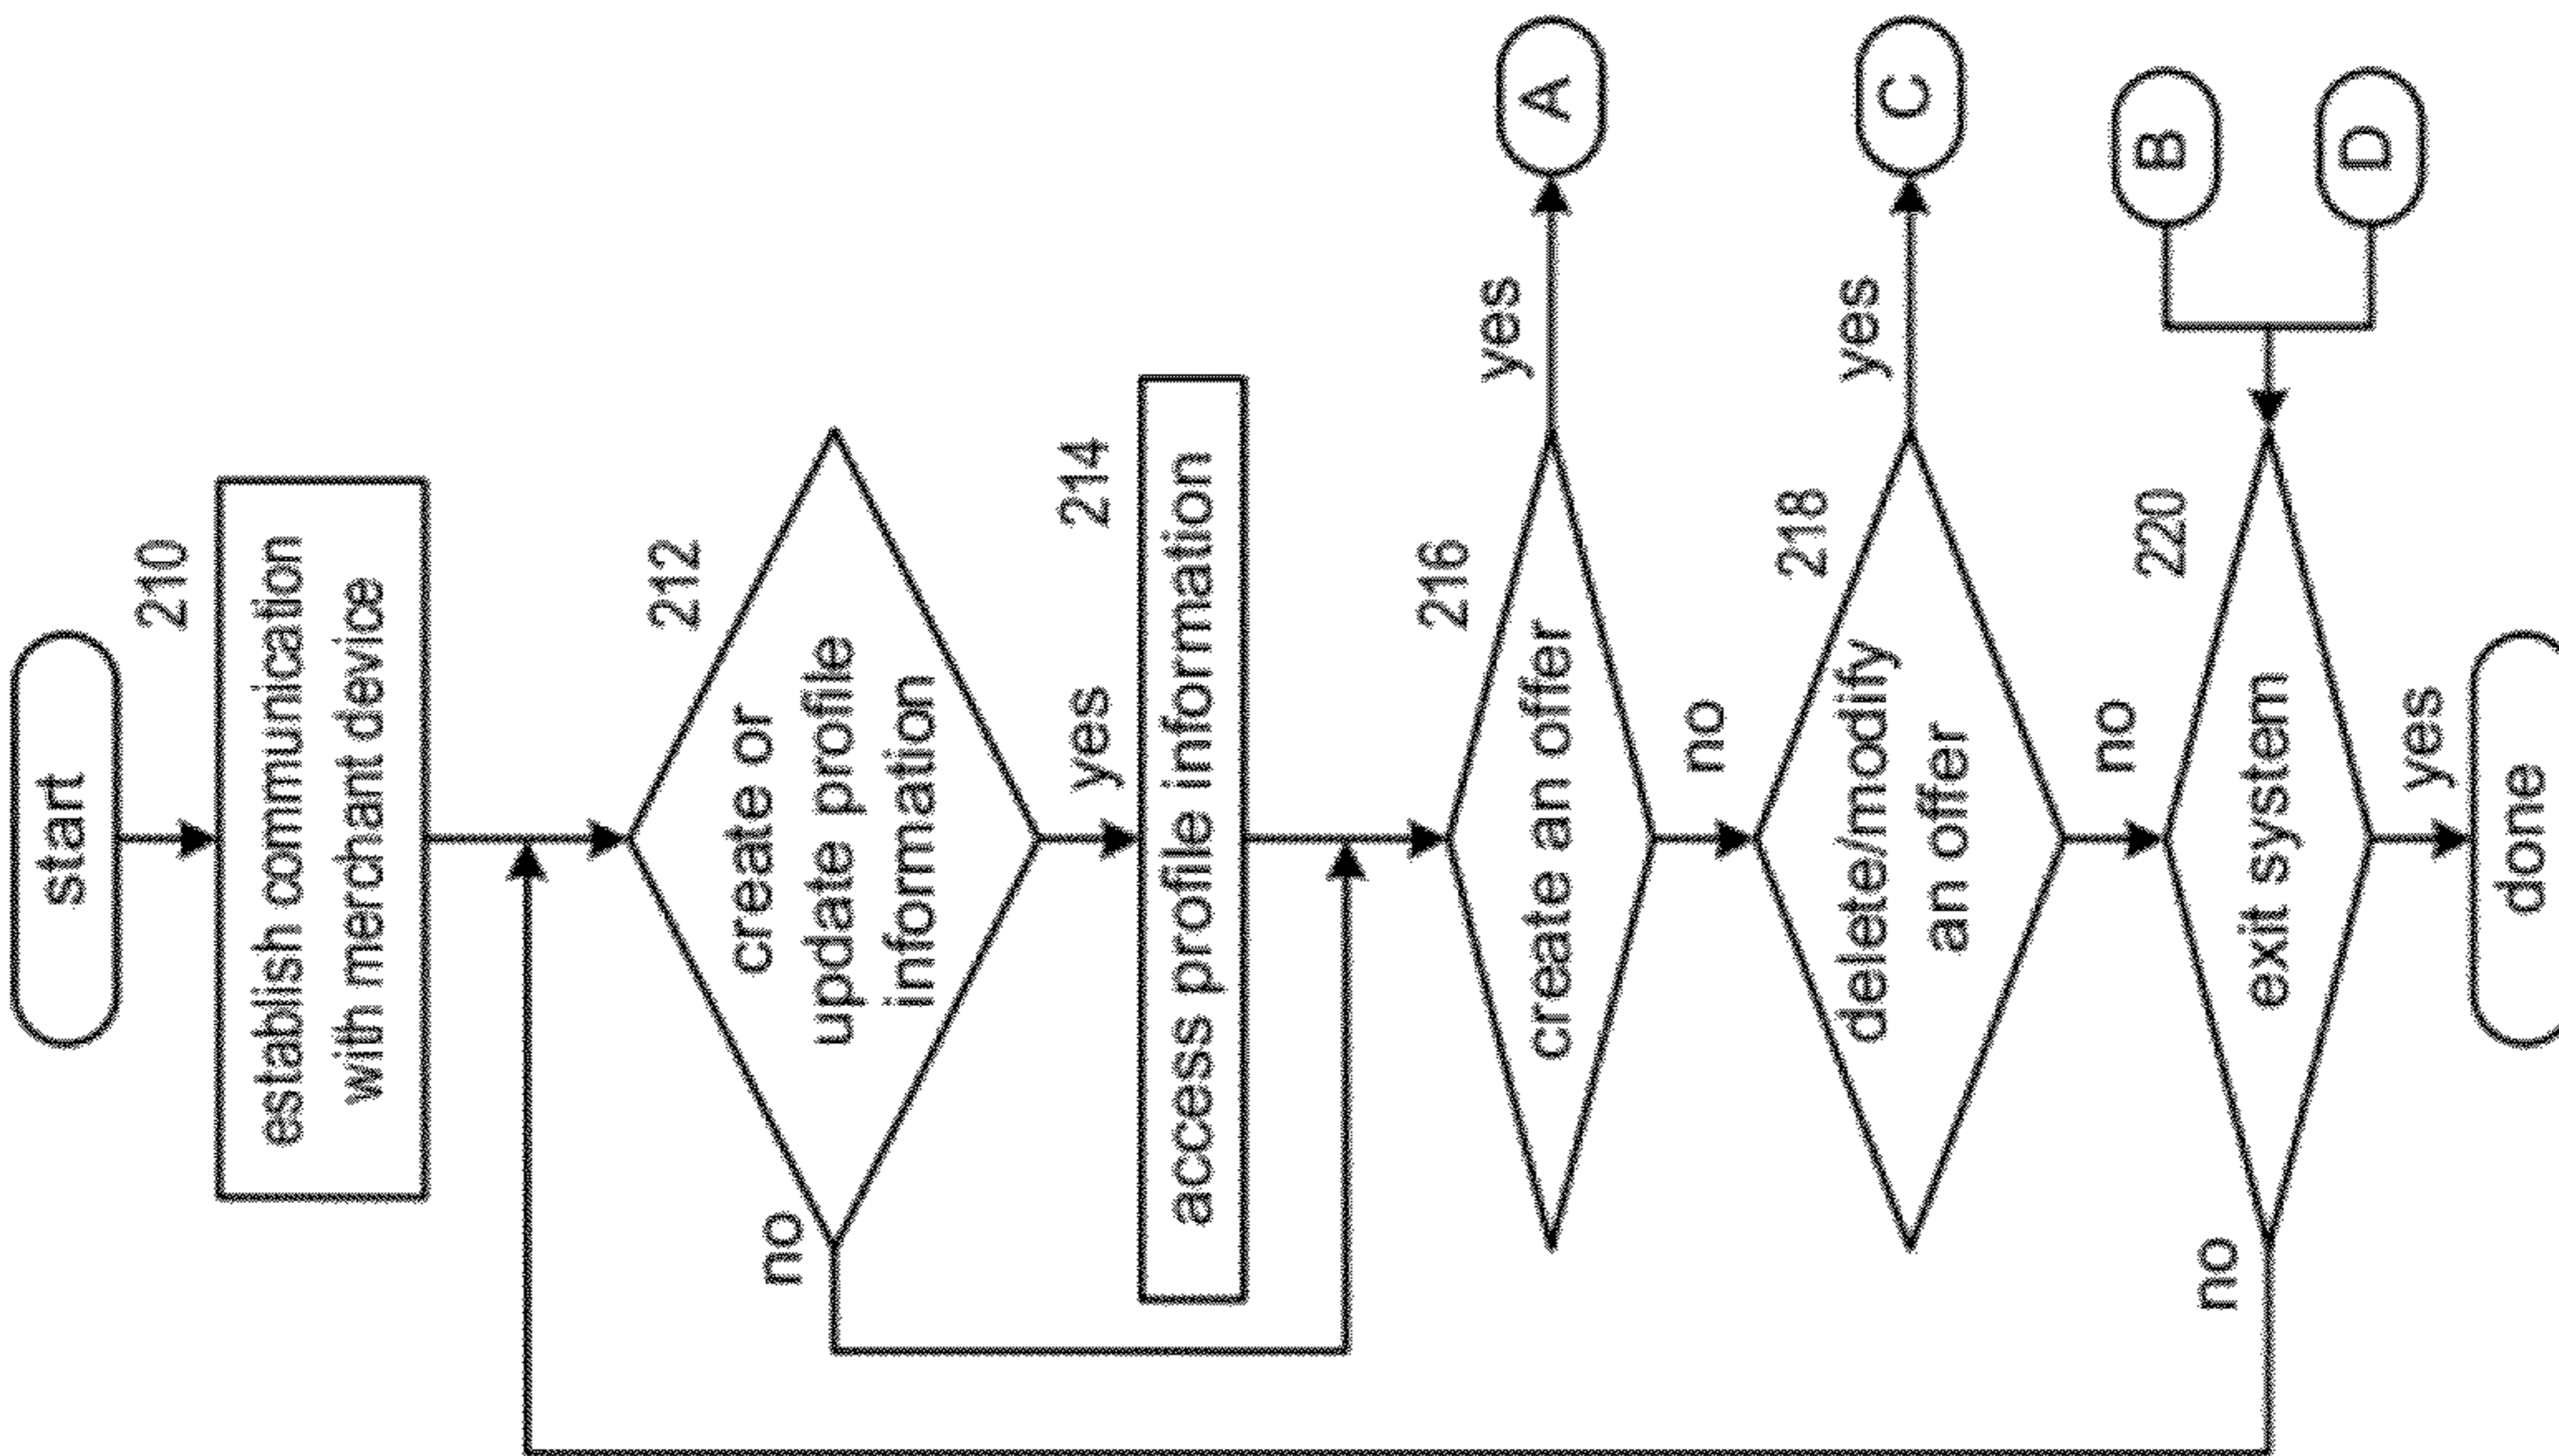 start
210
establish communication
with merchant device
212
create or
update profile
information
no
yes
214
access profile information
216
create an offer
yes
A
no
218
delete/modify
an offer
yes
C
no
220
exit system
B
D
no
yes
done